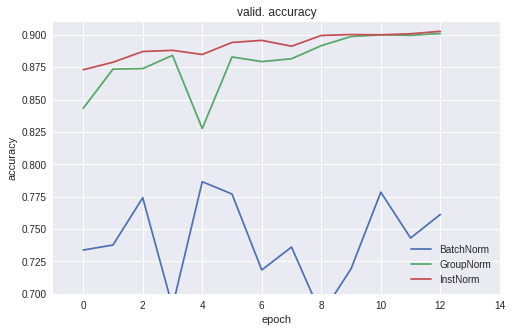 valid. accuracy
accuracy
0.900
0.875
0.850
0.825
0.800
0.775
0.750
0.725
0.700
BatchNorm
GroupNorm
InstNorm
0 2 4 6 8 10 12 14
epoch